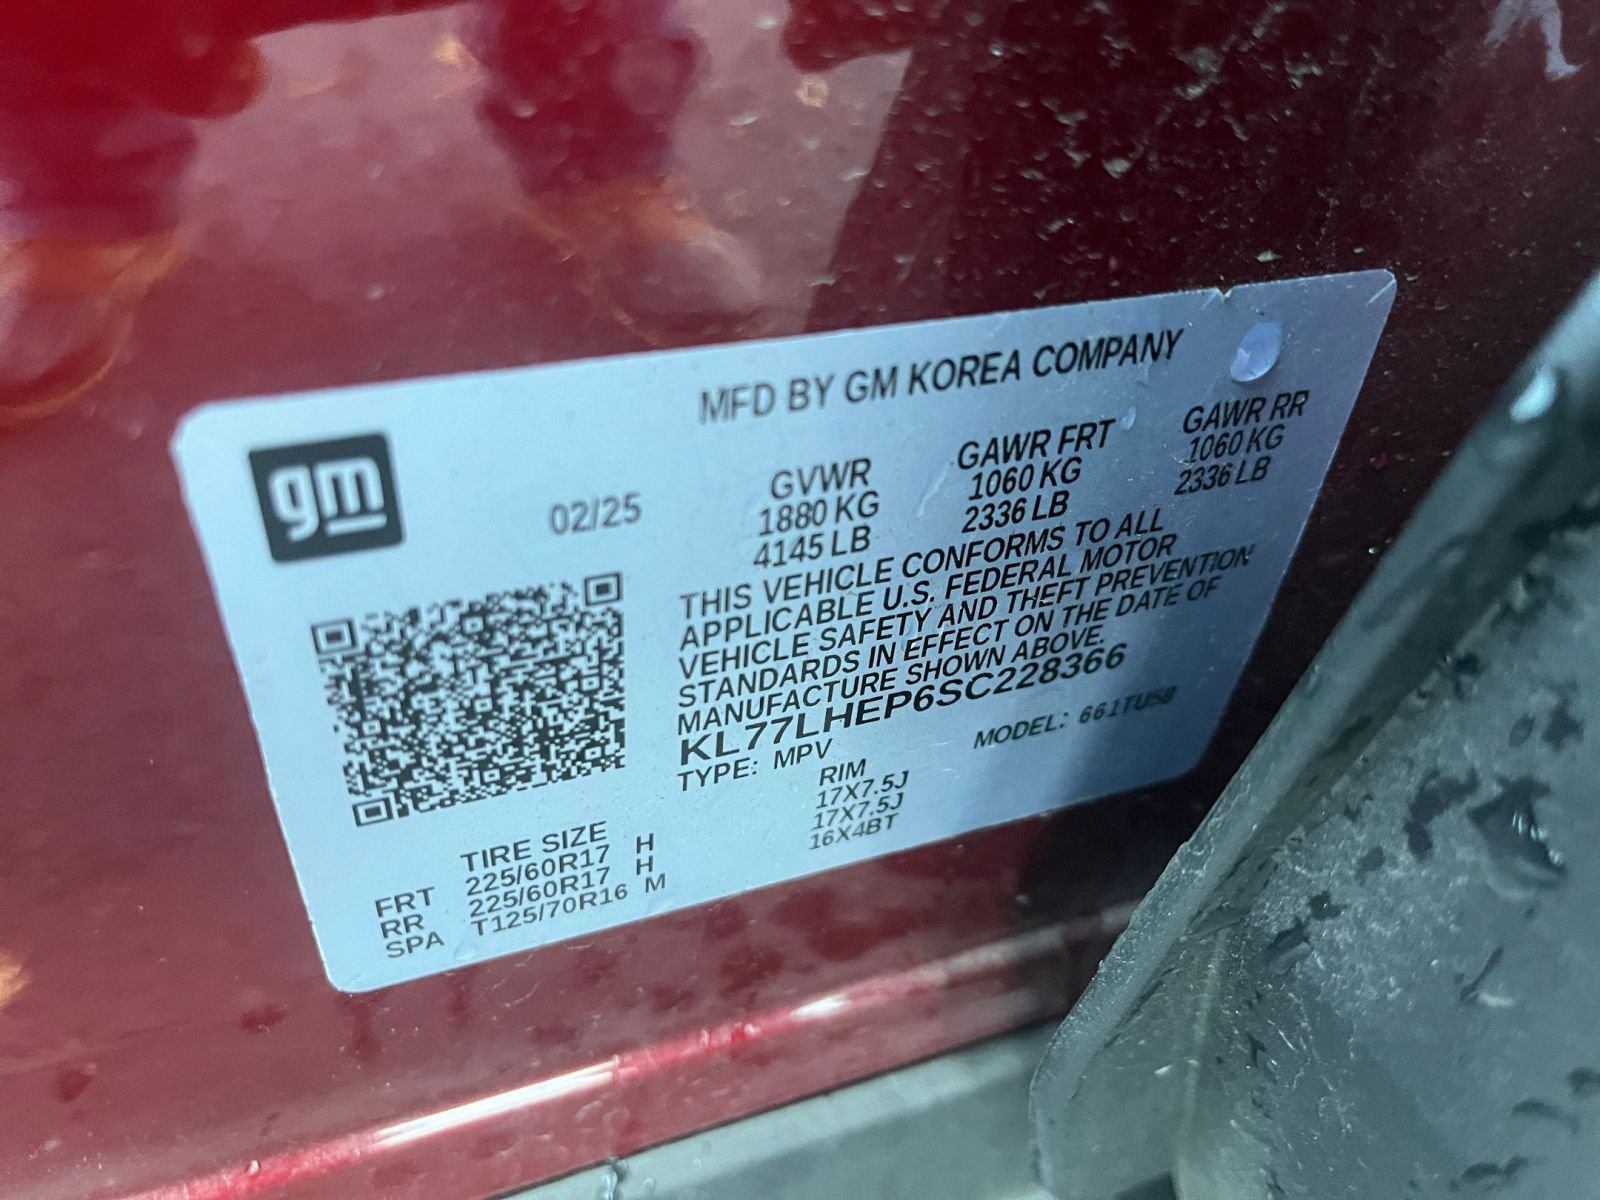 MFD BY GM KOREA COMPANY
gm
02/25
GVWR GAWR FRT GAWR RR
1880 KG 1060 KG 1060 KG
4145 LB 2336 LB 2336 LB
THIS VEHICLE CONFORMS TO ALL
APPLICABLE U.S. FEDERAL MOTOR
VEHICLE SAFETY AND THEFT PREVENTION
STANDARDS IN EFFECT ON THE DATE OF
MANUFACTURE SHOWN ABOVE.
KL77LHEP6SC228366
TYPE: MPV MODEL: 661TU58
TIRE SIZE RIM
FRT 225/60R17 H 17X7.5J
RR 225/60R17 H 17X7.5J
SPA T125/70R16 M 16X4BT